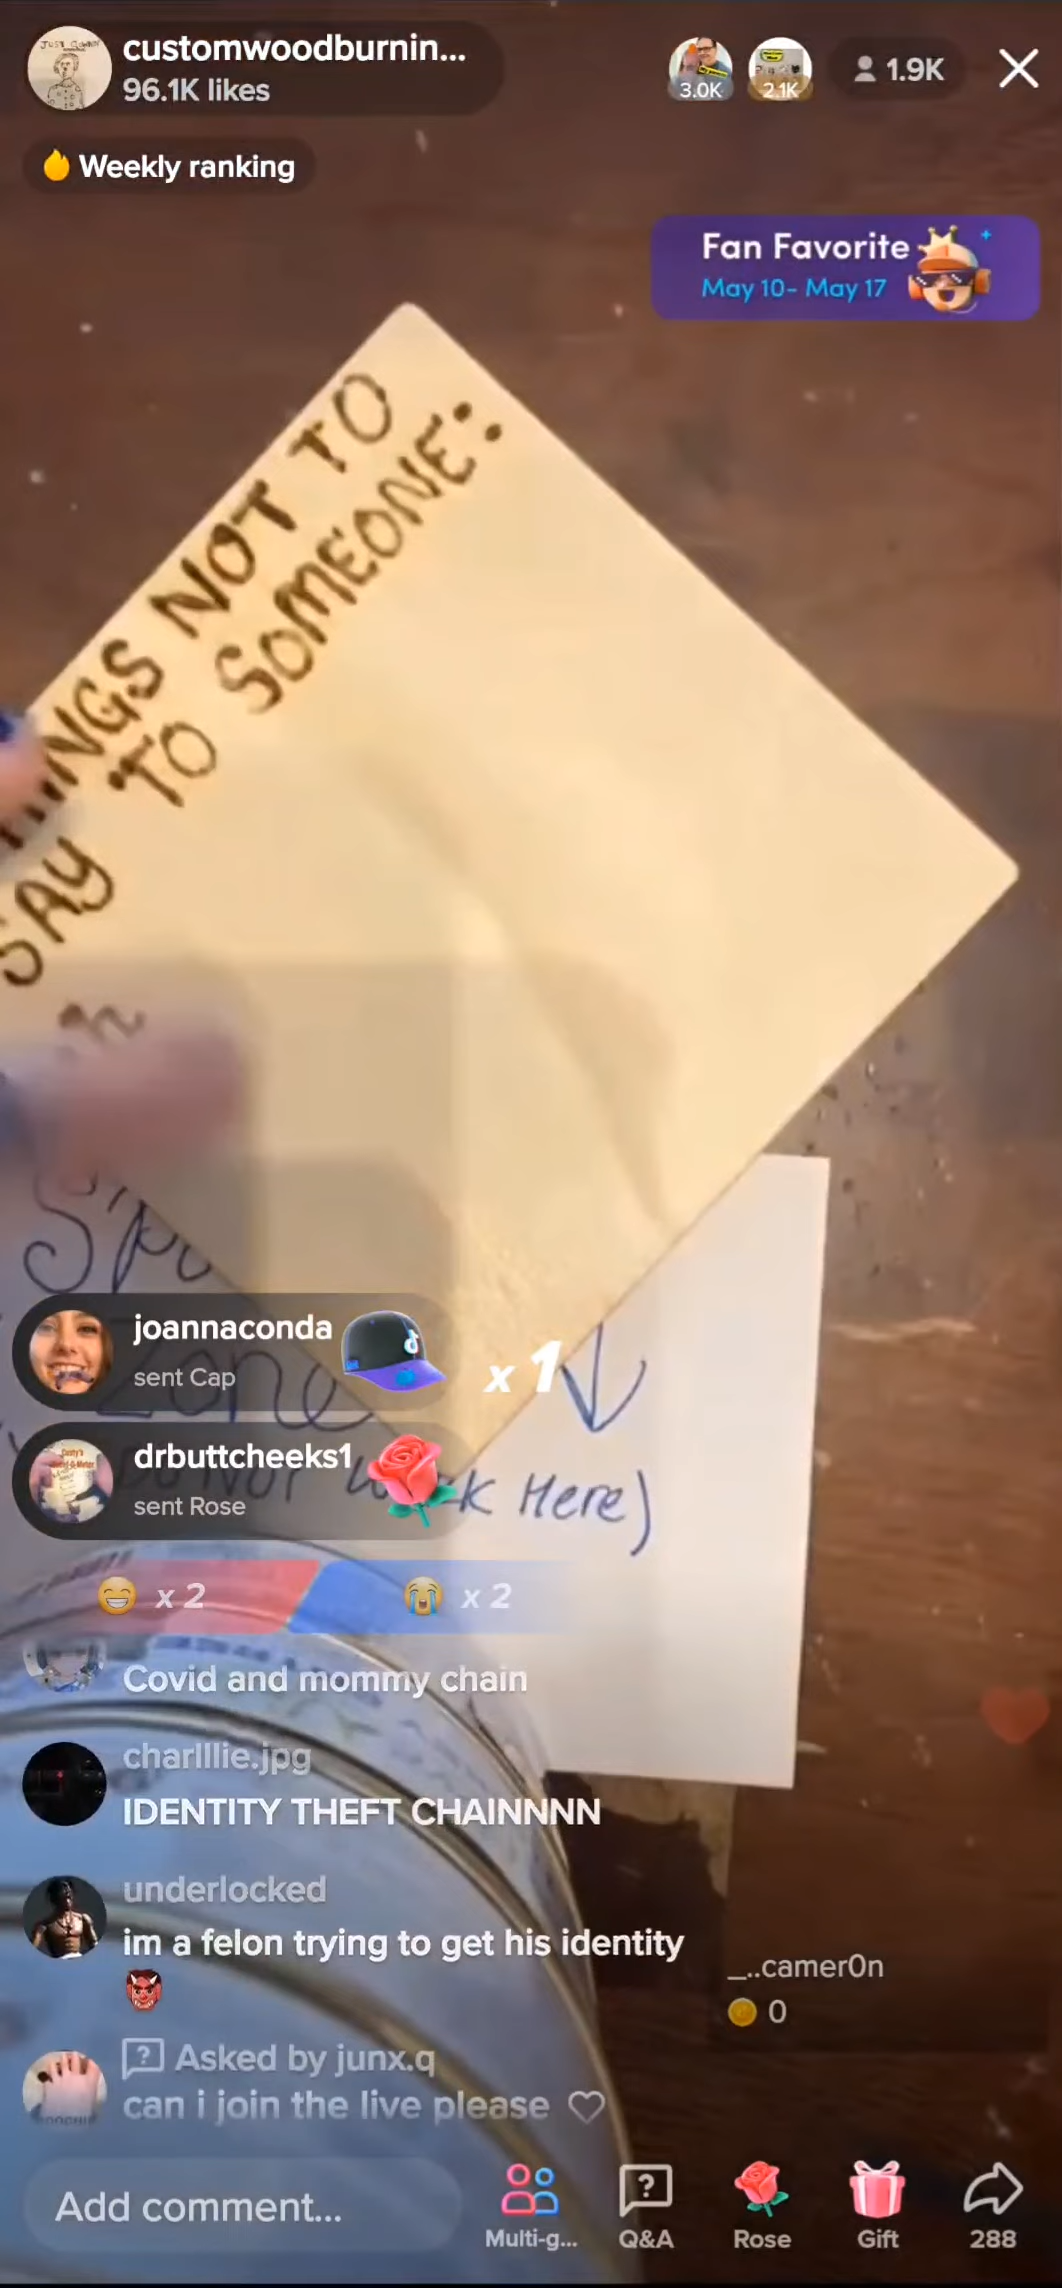 JUST
customwoodburnin...
96.1K likes
3.0K
2.1K
1.9K
Weekly ranking
Fan Favorite
May 10- May 17
NOT TO
SAY TO SOMEONE:
Zone
joannaconda
sent Cap
x 1
Here)
drbuttcheeks1
sent Rose
x 2
x 2
Covid and mommy chain
charlllie.jpg
IDENTITY THEFT CHAINNNN
underlocked
im a felon trying to get his identity
_..camer0n
0
Asked by junx.q
can i join the live please
Add comment...
Multi-g...
Q&A
Rose
Gift
288